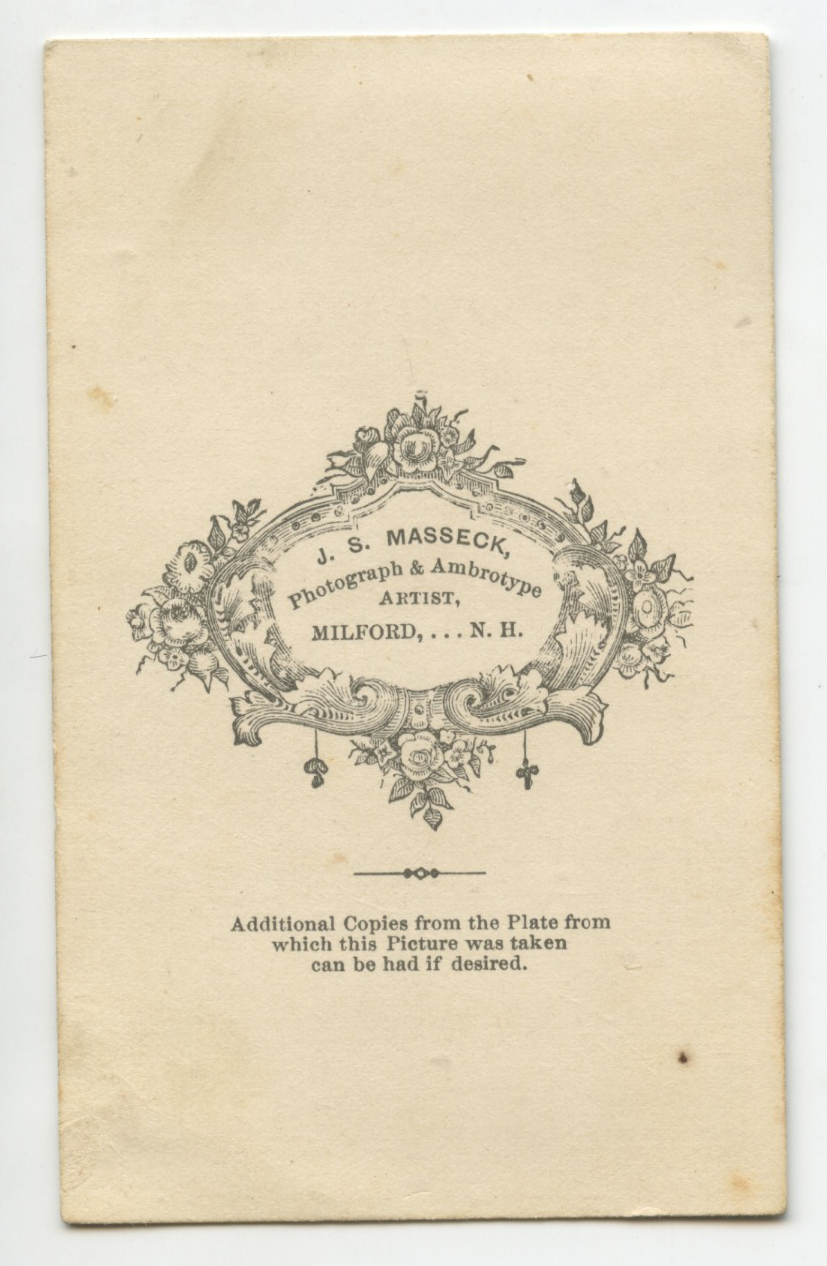 J. S. MASSECK,
Photograph & Ambrotype
ARTIST,
MILFORD, . . . N. H.
Additional Copies from the Plate from
which this Picture was taken
can be had if desired.